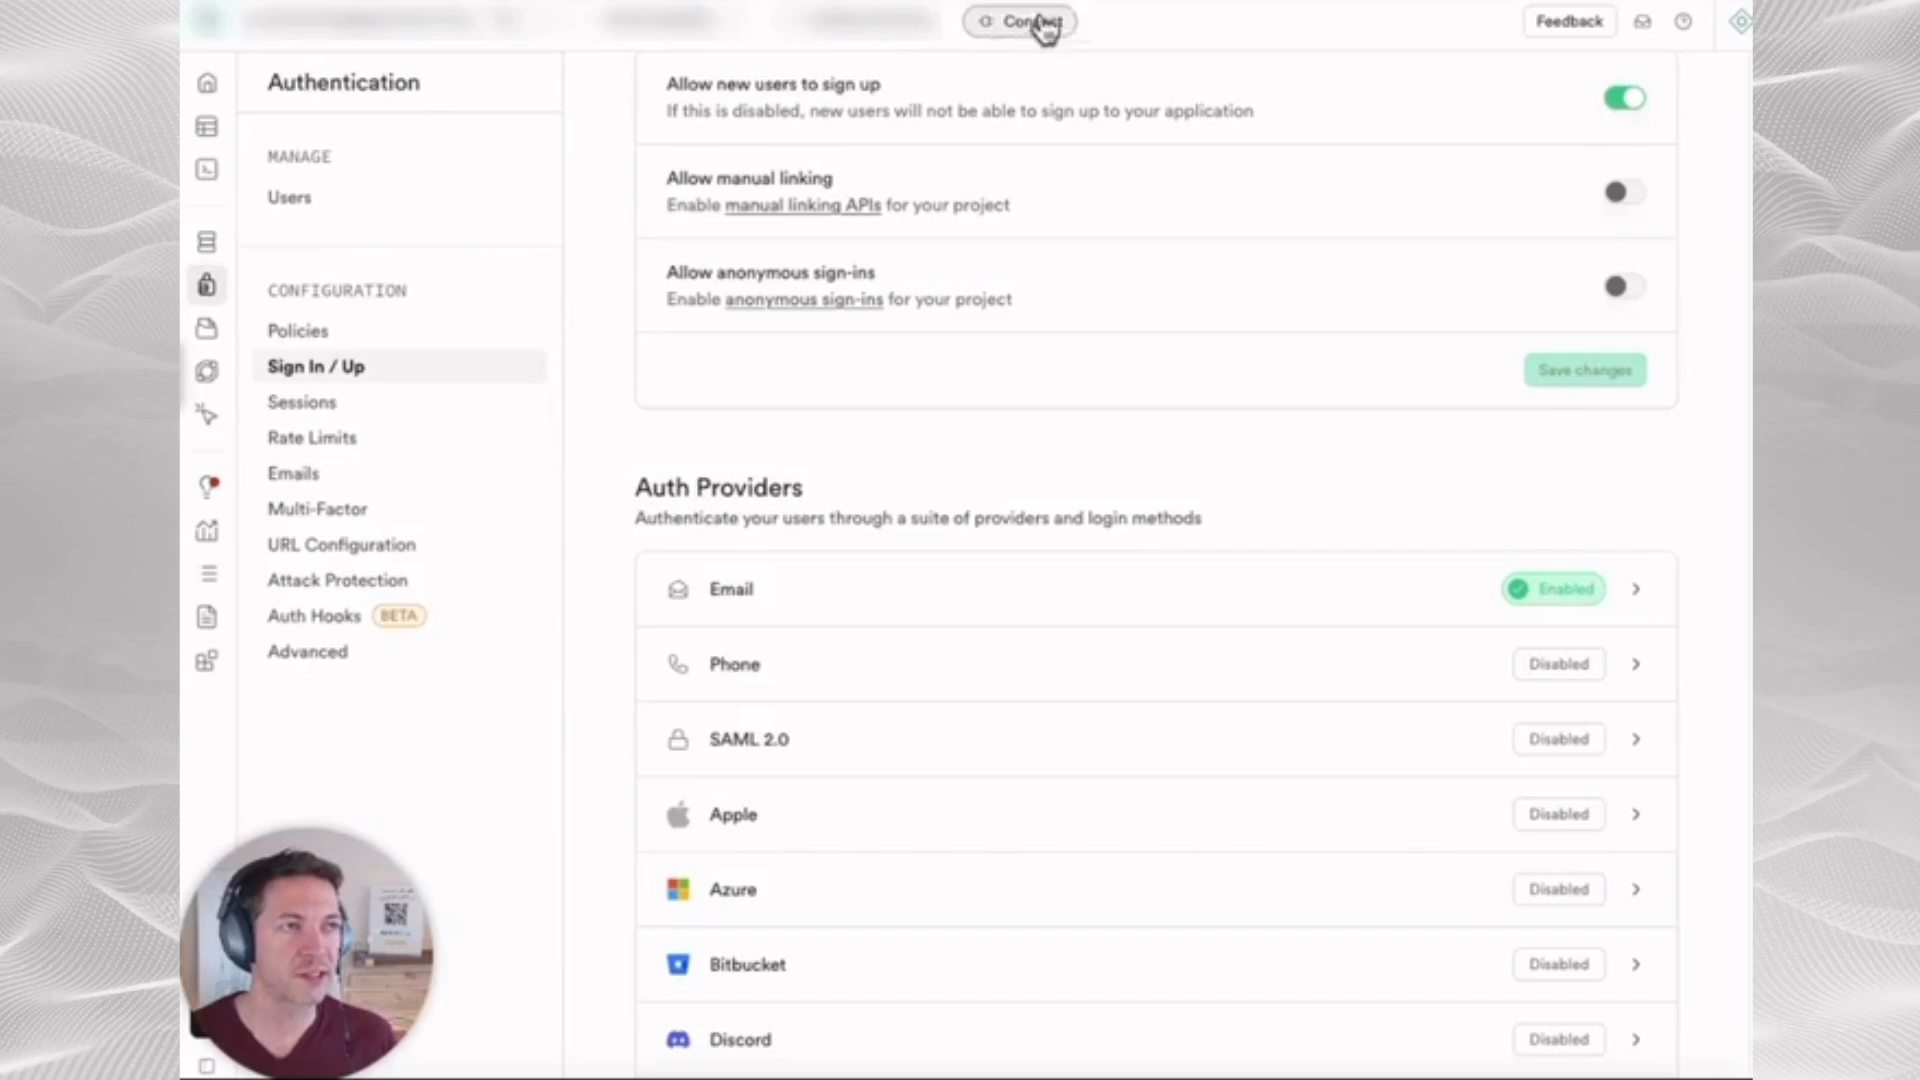 Connect
Feedback
Authentication
MANAGE
Users
CONFIGURATION
Policies
Sign In / Up
Sessions
Rate Limits
Emails
Multi-Factor
URL Configuration
Attack Protection
Auth Hooks BETA
Advanced
Allow new users to sign up
If this is disabled, new users will not be able to sign up to your application
Allow manual linking
Enable manual linking APIs for your project
Allow anonymous sign-ins
Enable anonymous sign-ins for your project
Save changes
Auth Providers
Authenticate your users through a suite of providers and login methods
Email Enabled
Phone Disabled
SAML 2.0 Disabled
Apple Disabled
Azure Disabled
Bitbucket Disabled
Discord Disabled